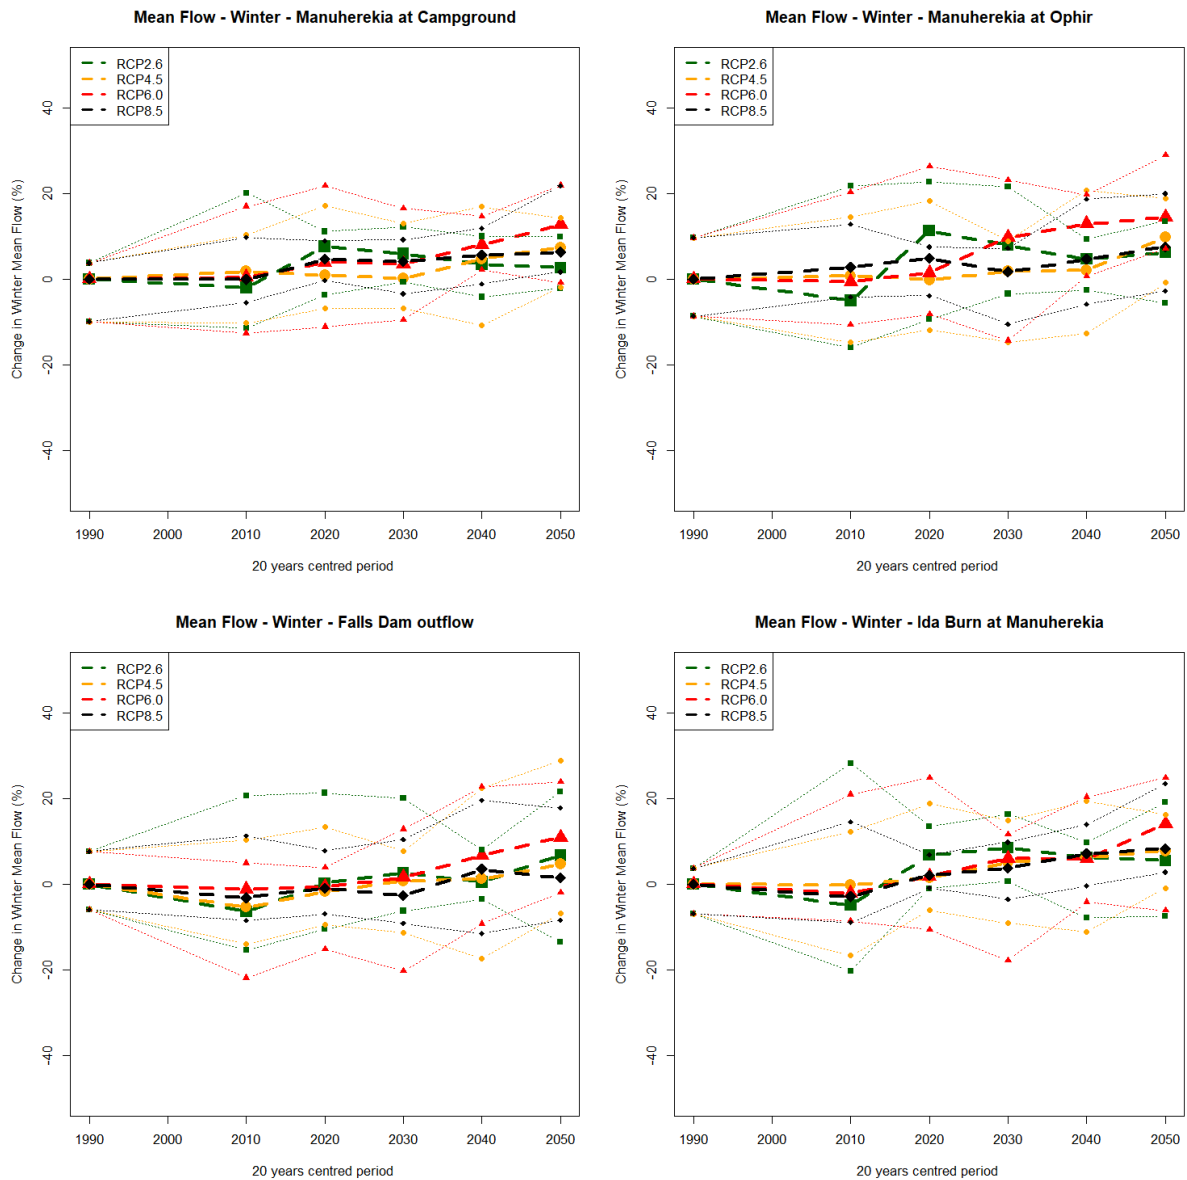 Mean Flow - Winter - Manuherekia at Campground
RCP2.6
RCP4.5
RCP6.0
RCP8.5
Change in Winter Mean Flow (%)
40
20
0
-20
-40
1990 2000 2010 2020 2030 2040 2050
20 years centred period
Mean Flow - Winter - Manuherekia at Ophir
RCP2.6
RCP4.5
RCP6.0
RCP8.5
Change in Winter Mean Flow (%)
40
20
0
-20
-40
1990 2000 2010 2020 2030 2040 2050
20 years centred period
Mean Flow - Winter - Falls Dam outflow
RCP2.6
RCP4.5
RCP6.0
RCP8.5
Change in Winter Mean Flow (%)
40
20
0
-20
-40
1990 2000 2010 2020 2030 2040 2050
20 years centred period
Mean Flow - Winter - Ida Burn at Manuherekia
RCP2.6
RCP4.5
RCP6.0
RCP8.5
Change in Winter Mean Flow (%)
40
20
0
-20
-40
1990 2000 2010 2020 2030 2040 2050
20 years centred period